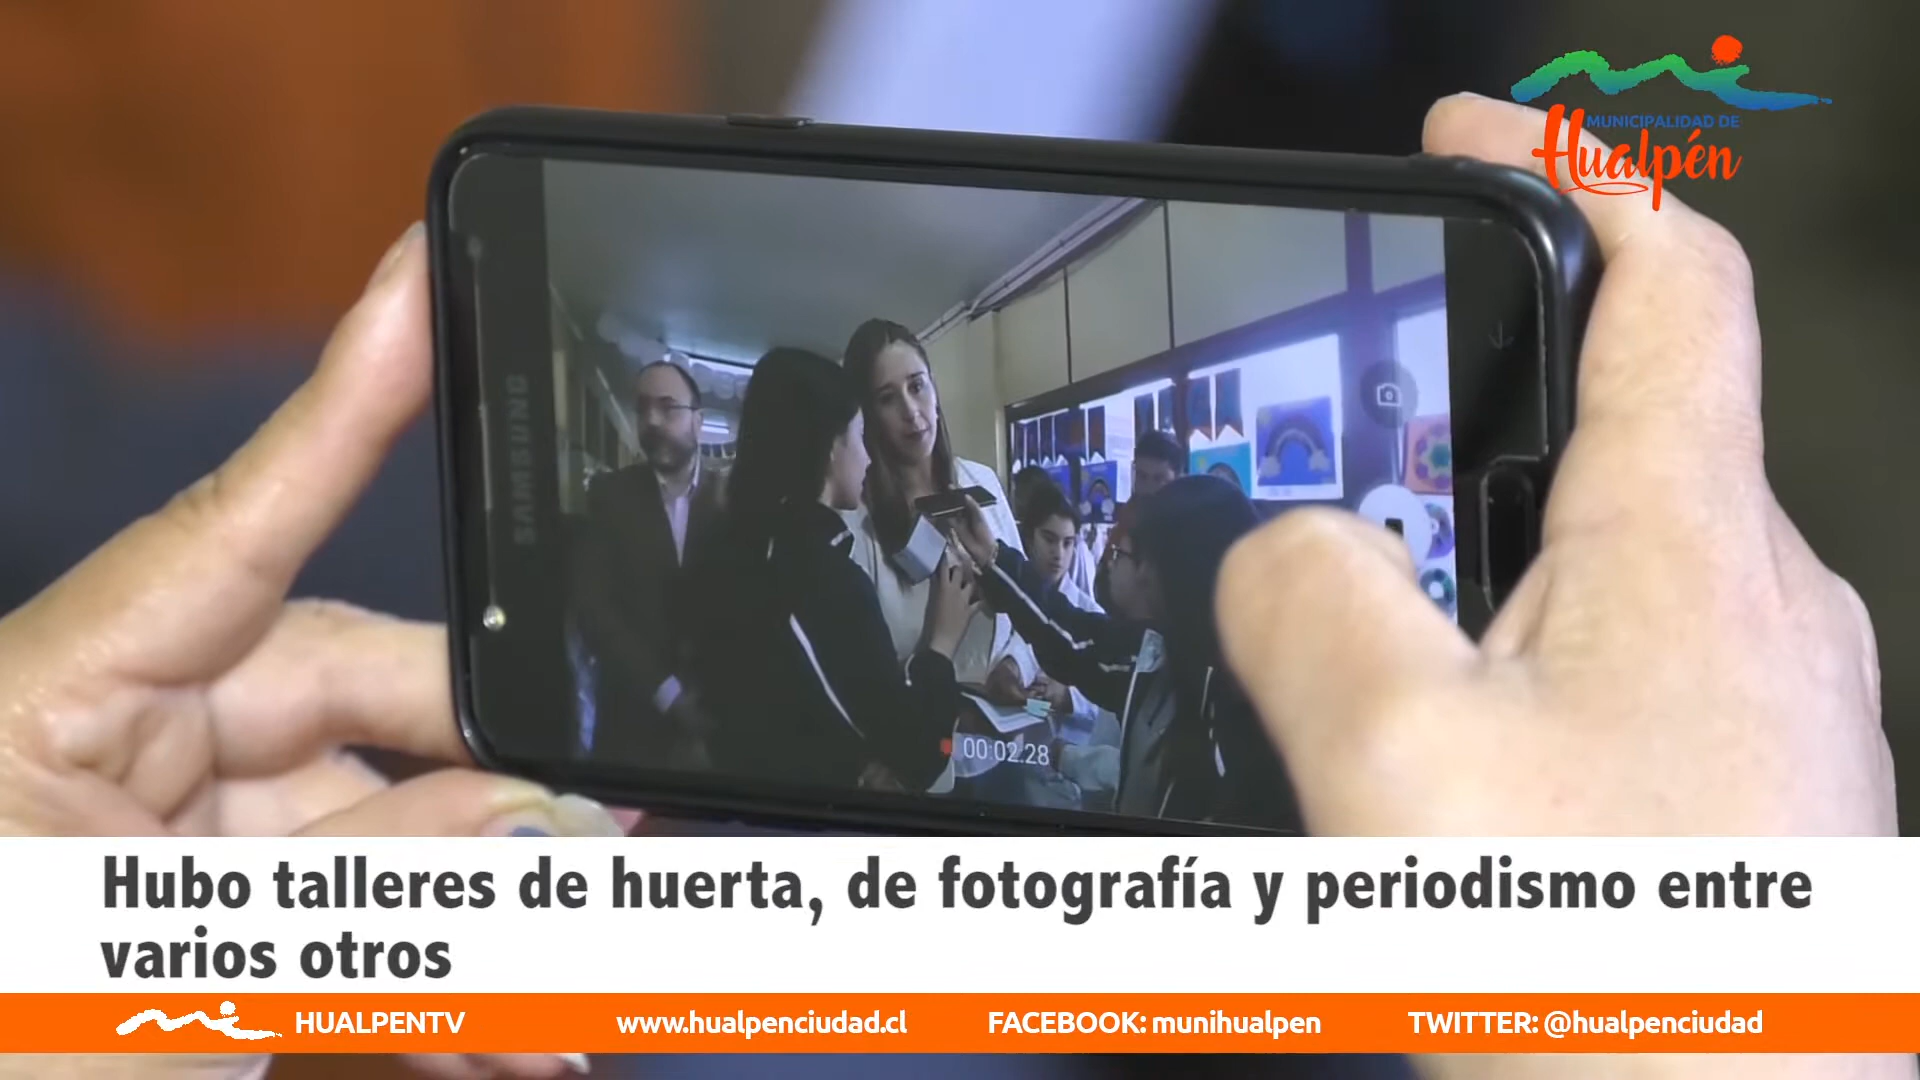 MUNICIPALIDAD DE
Hualpén
SAMSUNG
00:02.28
Hubo talleres de huerta, de fotografía y periodismo entre
varios otros
HUALPENTV www.hualpenciudad.cl FACEBOOK: munihualpen TWITTER: @hualpenciudad